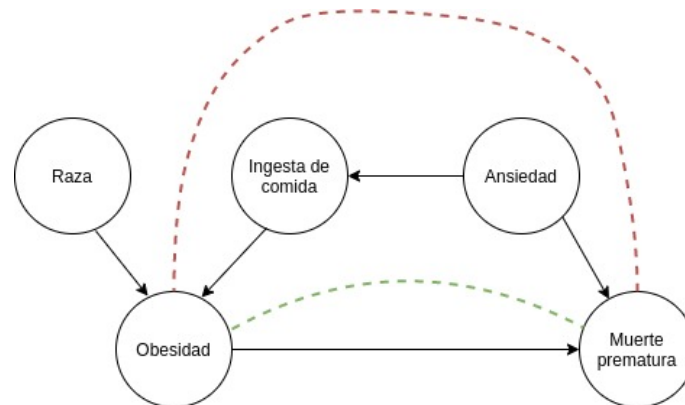 Raza
Ingesta de
comida
Ansiedad
Obesidad
Muerte
prematura